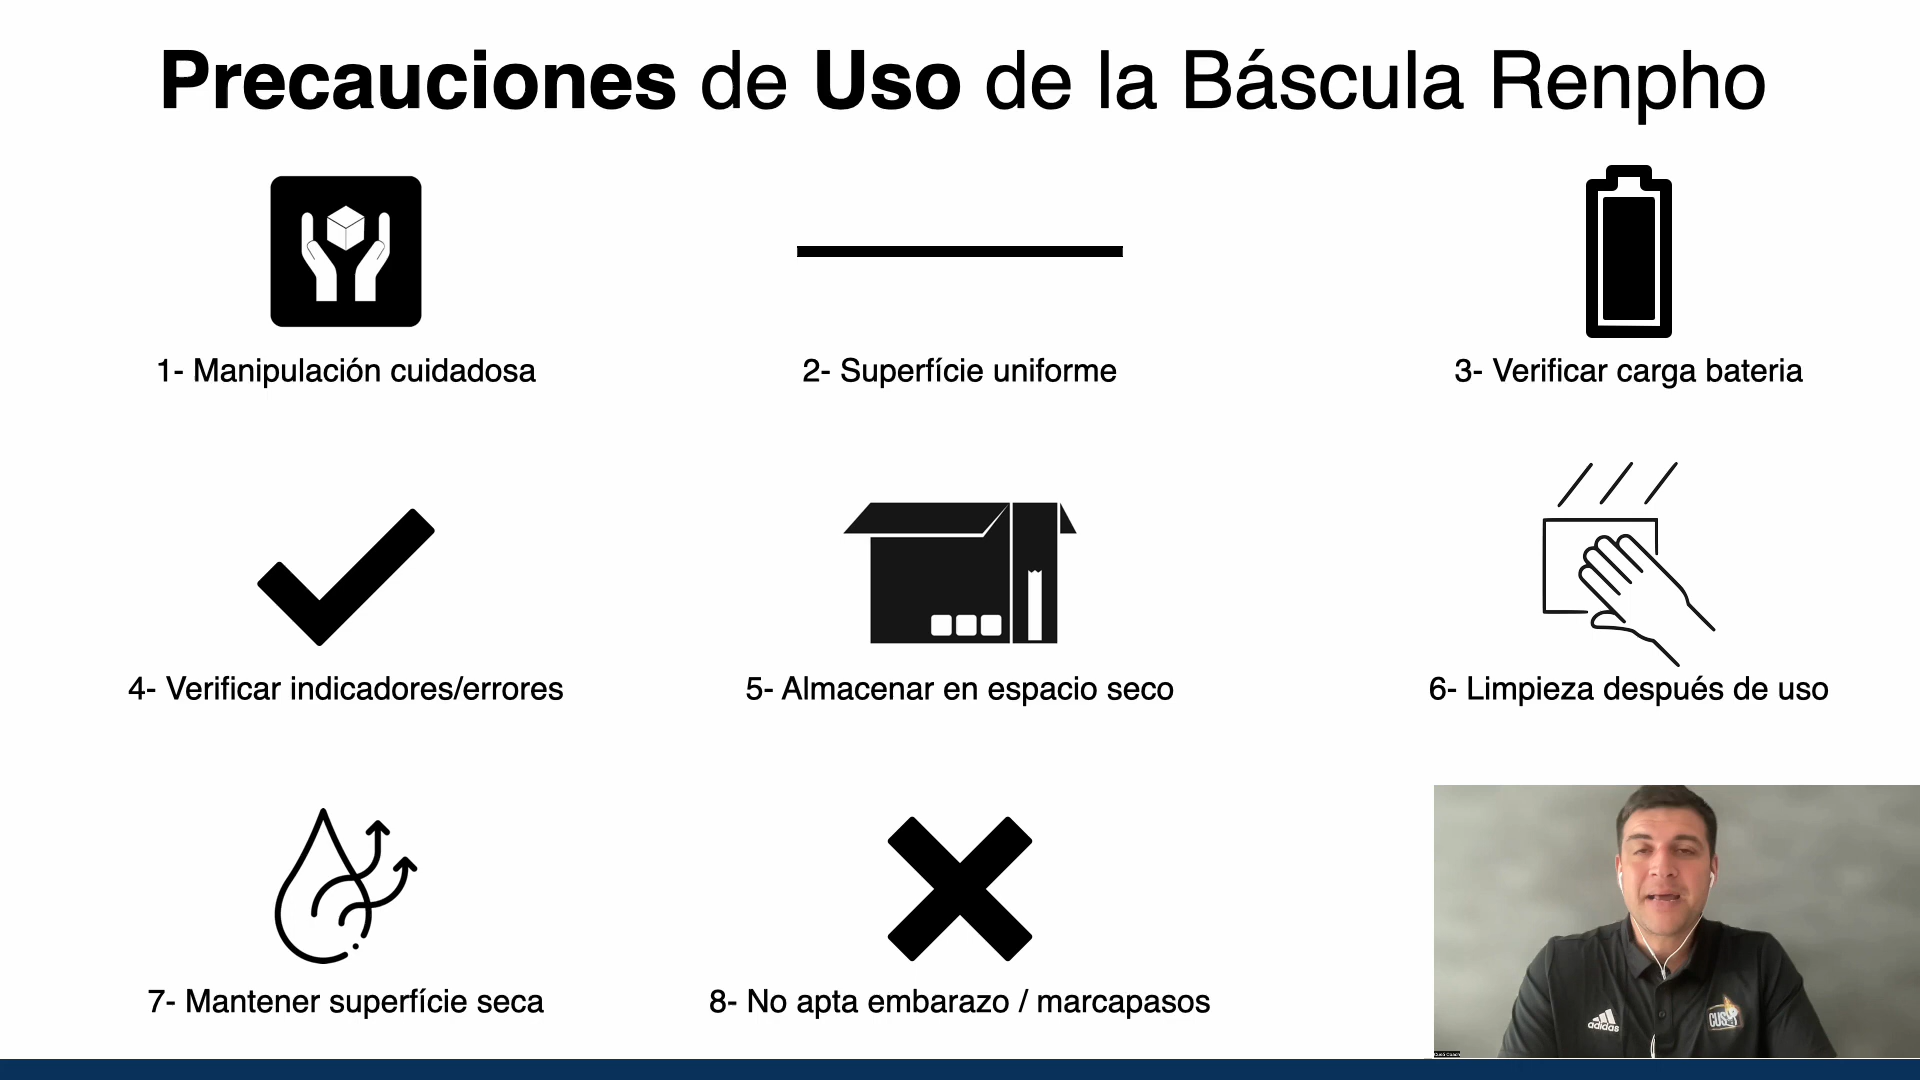 Precauciones de Uso de la Báscula Renpho
1- Manipulación cuidadosa
2- Superfície uniforme
3- Verificar carga bateria
4- Verificar indicadores/errores
5- Almacenar en espacio seco
6- Limpieza después de uso
7- Mantener superfície seca
8- No apta embarazo / marcapasos
adidas